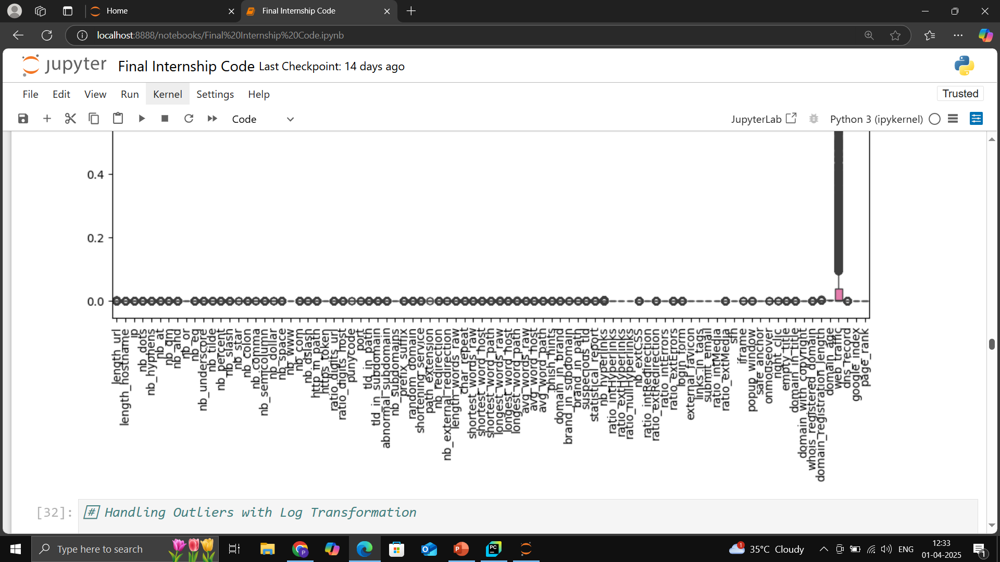 Home
Final Internship Code
localhost:8888/notebooks/Final%20Internship%20Code.ipynb
jupyter Final Internship Code Last Checkpoint: 14 days ago
File Edit View Run Kernel Settings Help
Trusted
Code
JupyterLab
Python 3 (ipykernel)
0.4
0.2
0.0
length_url
length_hostname
ip
nb_dots
nb_hyphens
nb_at
nb_qm
nb_and
nb_or
nb_eq
nb_underscore
nb_tilde
nb_percent
nb_slash
nb_star
nb_colon
nb_comma
nb_semicolumn
nb_dollar
nb_space
nb_www
nb_com
nb_dslash
http_in_path
https_token
ratio_digits_url
ratio_digits_host
punycode
port
tld_in_path
tld_in_subdomain
abnormal_subdomain
nb_subdomains
prefix_suffix
random_domain
shortening_service
path_extension
nb_redirection
nb_external_redirection
length_words_raw
char_repeat
shortest_words_raw
shortest_word_host
shortest_word_path
longest_words_raw
longest_word_host
longest_word_path
avg_words_raw
avg_word_host
avg_word_path
phish_hints
domain_in_brand
brand_in_subdomain
brand_in_path
suspecious_tld
statistical_report
nb_hyperlinks
ratio_intHyperlinks
ratio_extHyperlinks
ratio_nullHyperlinks
nb_extCSS
ratio_intRedirection
ratio_extRedirection
ratio_intErrors
ratio_extErrors
login_form
external_favicon
links_in_tags
submit_email
ratio_intMedia
ratio_extMedia
sfh
iframe
popup_window
safe_anchor
onmouseover
right_clic
empty_title
domain_in_title
domain_with_copyright
whois_registered_domain
domain_registration_length
domain_age
web_traffic
dns_record
google_index
page_rank
[32]: # Handling Outliers with Log Transformation
Type here to search
35°C Cloudy
ENG
12:33
01-04-2025
1
1